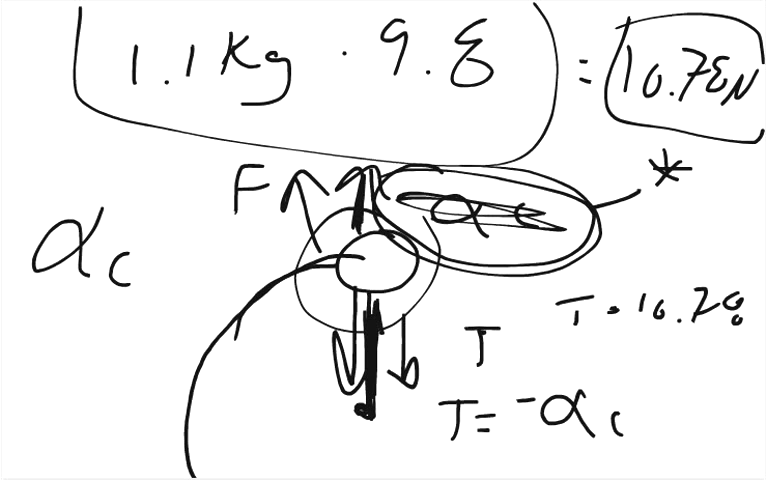 1.1 Kg · 9.8 = 10.78N
F
αc
*
αc
T = 10.78
T
T = -αc